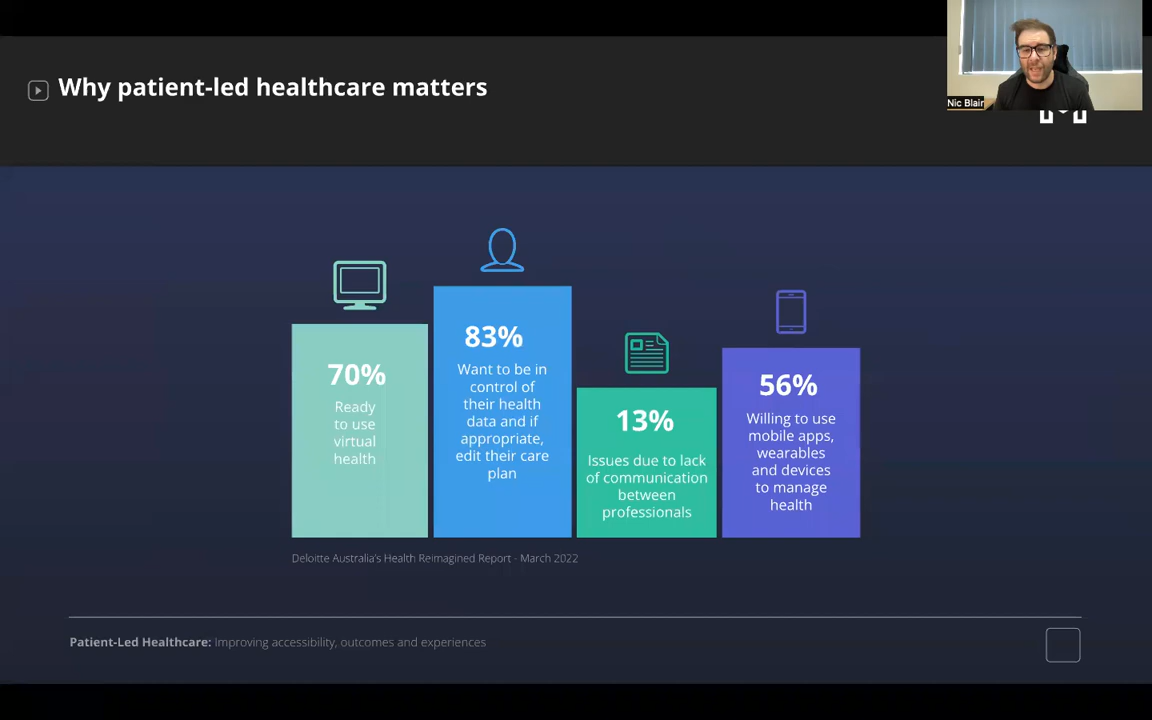 Why patient-led healthcare matters
Nic Blair
70%
Ready
to use
virtual
health
83%
Want to be in
control of
their health
data and if
appropriate,
edit their care
plan
13%
Issues due to lack
of communication
between
professionals
56%
Willing to use
mobile apps,
wearables
and devices
to manage
health
Deloitte Australia's Health Reimagined Report - March 2022
Patient-Led Healthcare: Improving accessibility, outcomes and experiences